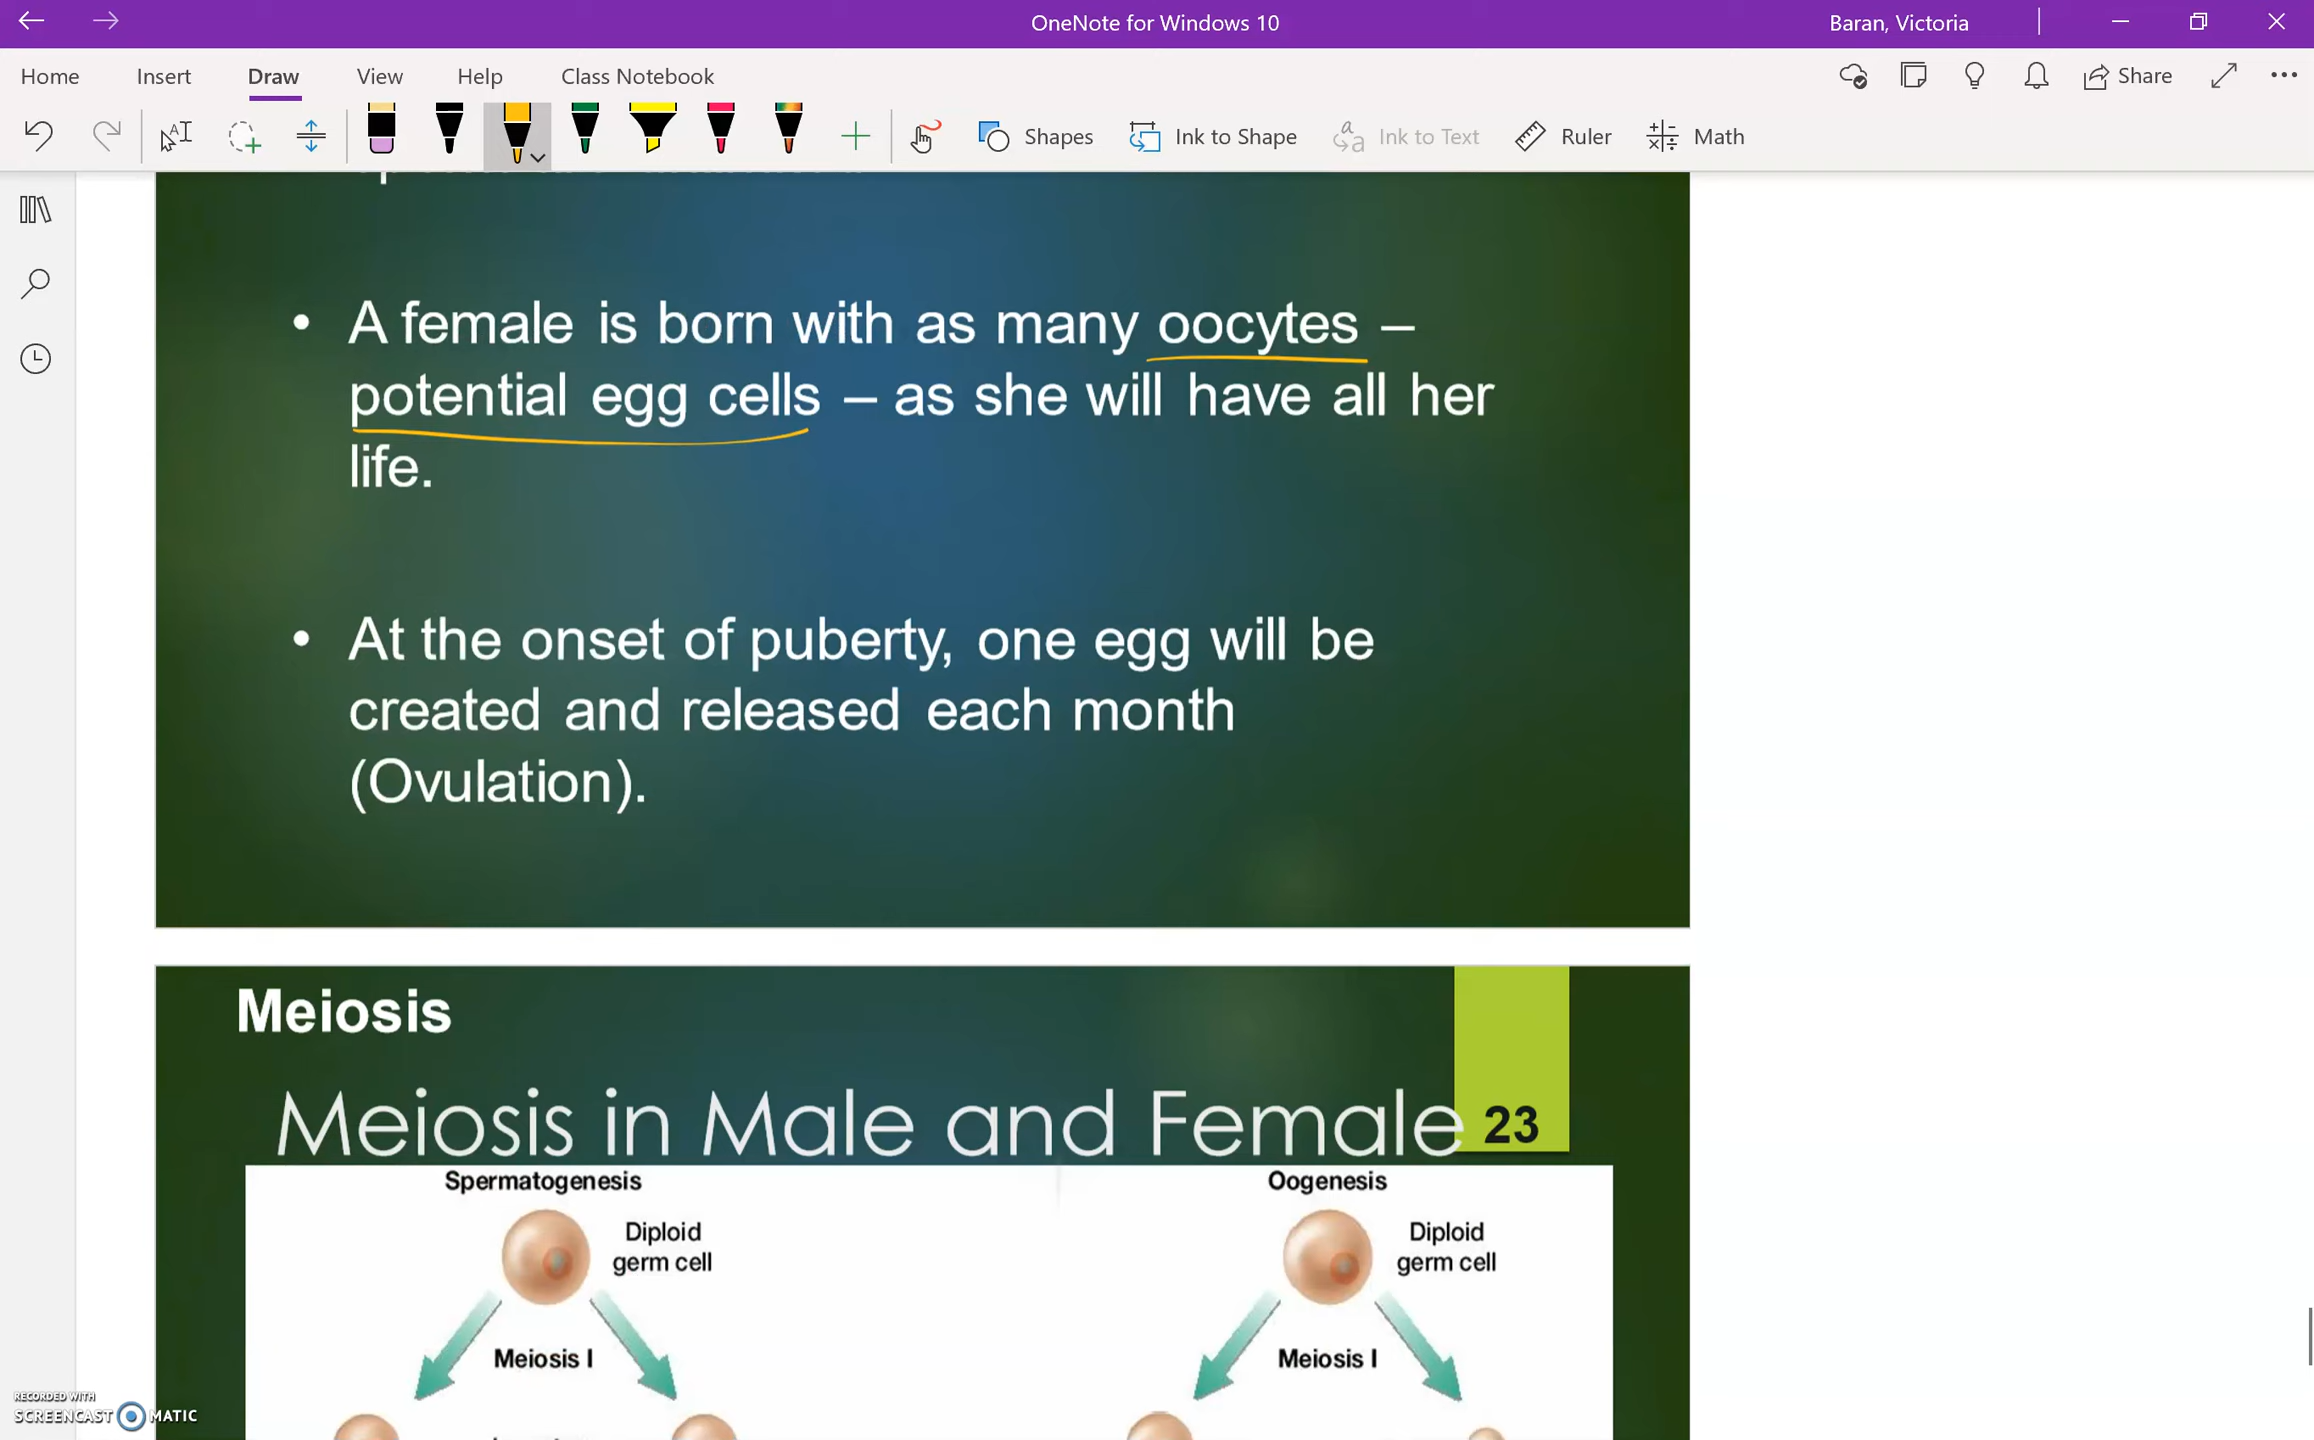 OneNote for Windows 10
Baran, Victoria
Home Insert Draw View Help Class Notebook
Share
Shapes Ink to Shape Ink to Text Ruler Math
• A female is born with as many oocytes –
potential egg cells – as she will have all her
life.
• At the onset of puberty, one egg will be
created and released each month
(Ovulation).
Meiosis
Meiosis in Male and Female
23
Spermatogenesis
Oogenesis
Diploid
germ cell
Diploid
germ cell
Meiosis I
Meiosis I
RECORDED WITH
SCREENCAST MATIC